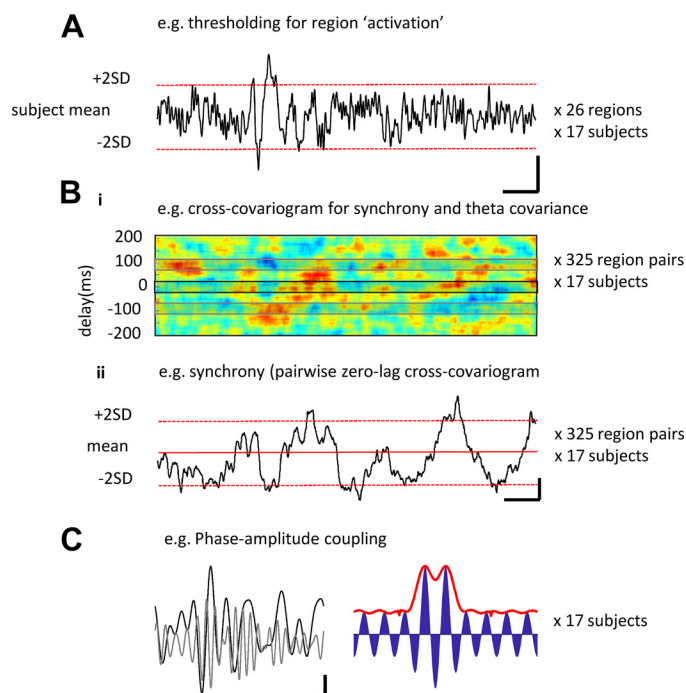 A
e.g. thresholding for region ‘activation’
+2SD
subject mean
-2SD
x 26 regions
x 17 subjects
B
i
e.g. cross-covariogram for synchrony and theta covariance
200
100
0
-100
-200
delay(ms)
x 325 region pairs
x 17 subjects
ii
e.g. synchrony (pairwise zero-lag cross-covariogram
+2SD
mean
-2SD
x 325 region pairs
x 17 subjects
C
e.g. Phase-amplitude coupling
x 17 subjects